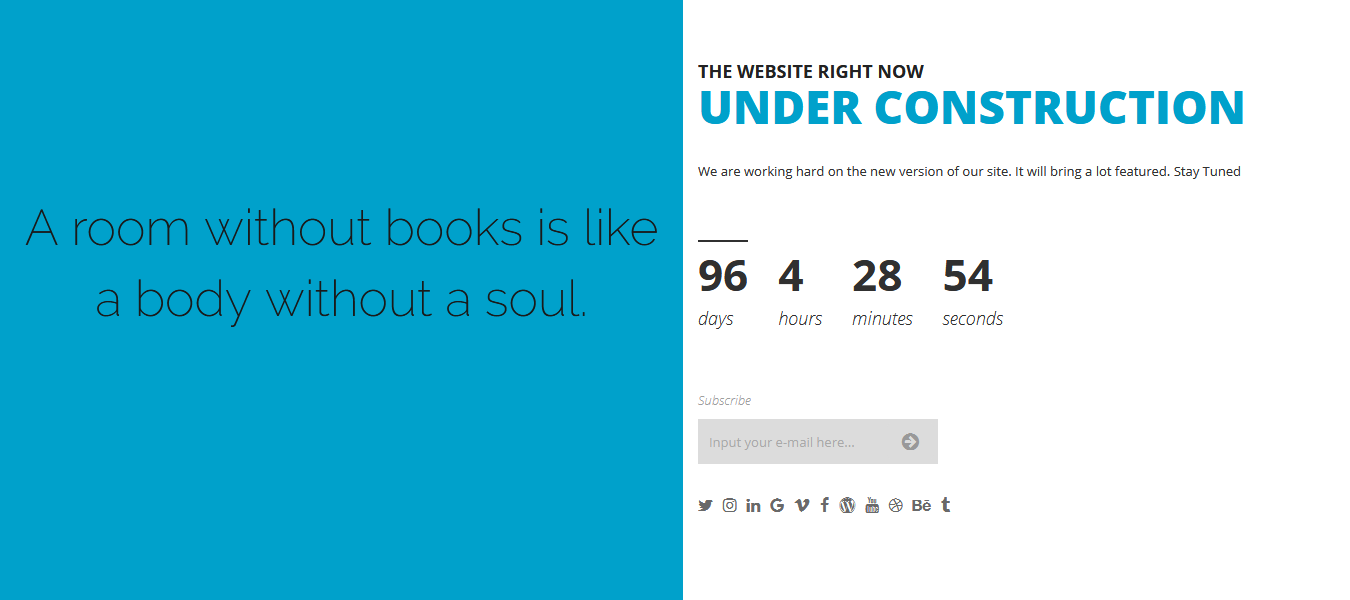 A room without books is like
a body without a soul.
THE WEBSITE RIGHT NOW
UNDER CONSTRUCTION
We are working hard on the new version of our site. It will bring a lot featured. Stay Tuned
96 4 28 54
days hours minutes seconds
Subscribe
Input your e-mail here...